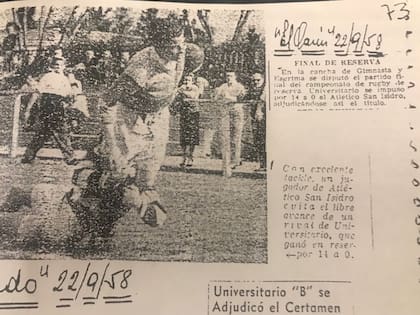 73
"El 22/9/58
FINAL DE RESERVA
En la cancha de Gimnasia y
Esgrima se disputó el partido fi-
nal del campeonato de rugby de
reserva. Universitario se impuso
por 14 a 0 al Atlético San Isidro,
adjudicándose así el título.
Con excelente
tackle, un ju-
gador de Atlé-
tico San Isidro
evita el libre
avance de un
rival de Uni-
versitario, que
ganó en reser-
por 14 a 0.
do" 22/9/58
Universitario "B" se
Adjudicó el Certamen